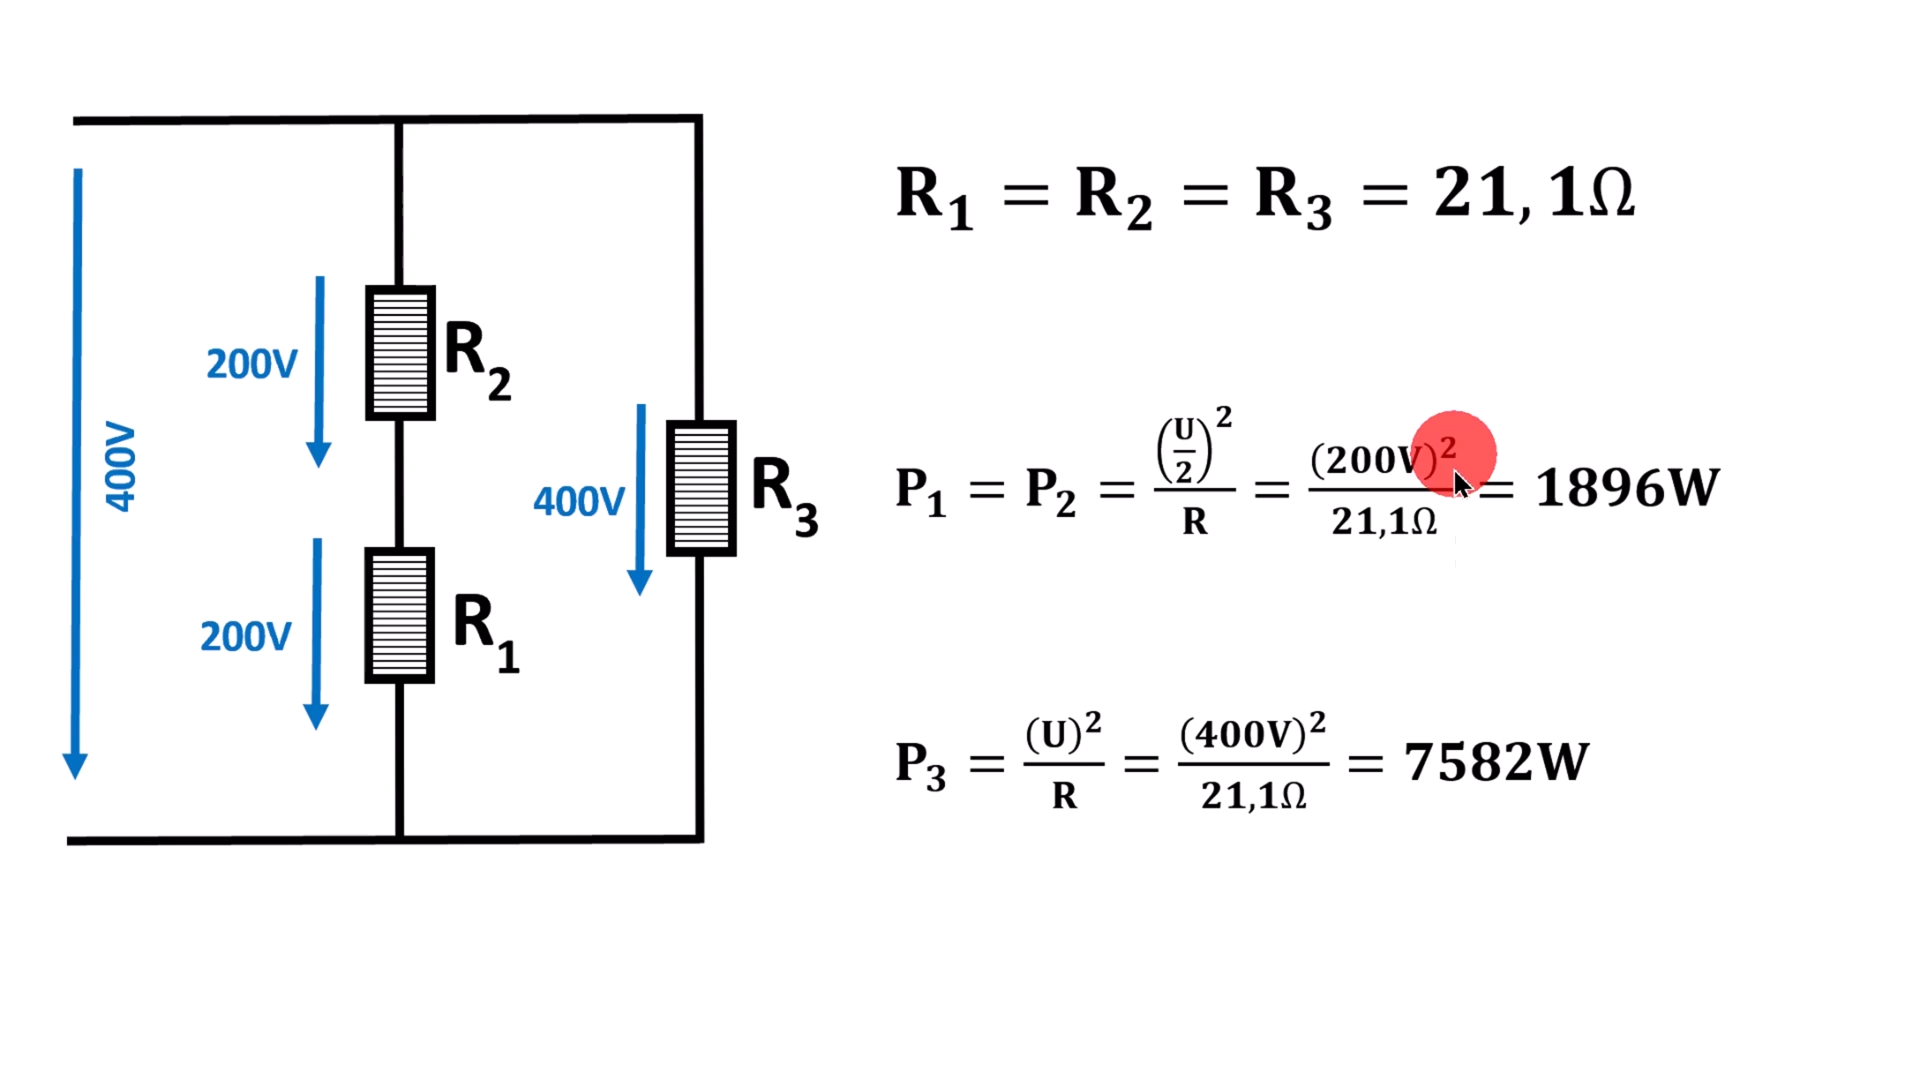 400V
200V
R₂
200V
R₁
400V
R₃
R₁ = R₂ = R₃ = 21,1Ω
P₁ = P₂ = (U/2)²/R = (200V)²/21,1Ω = 1896W
P₃ = (U)²/R = (400V)²/21,1Ω = 7582W